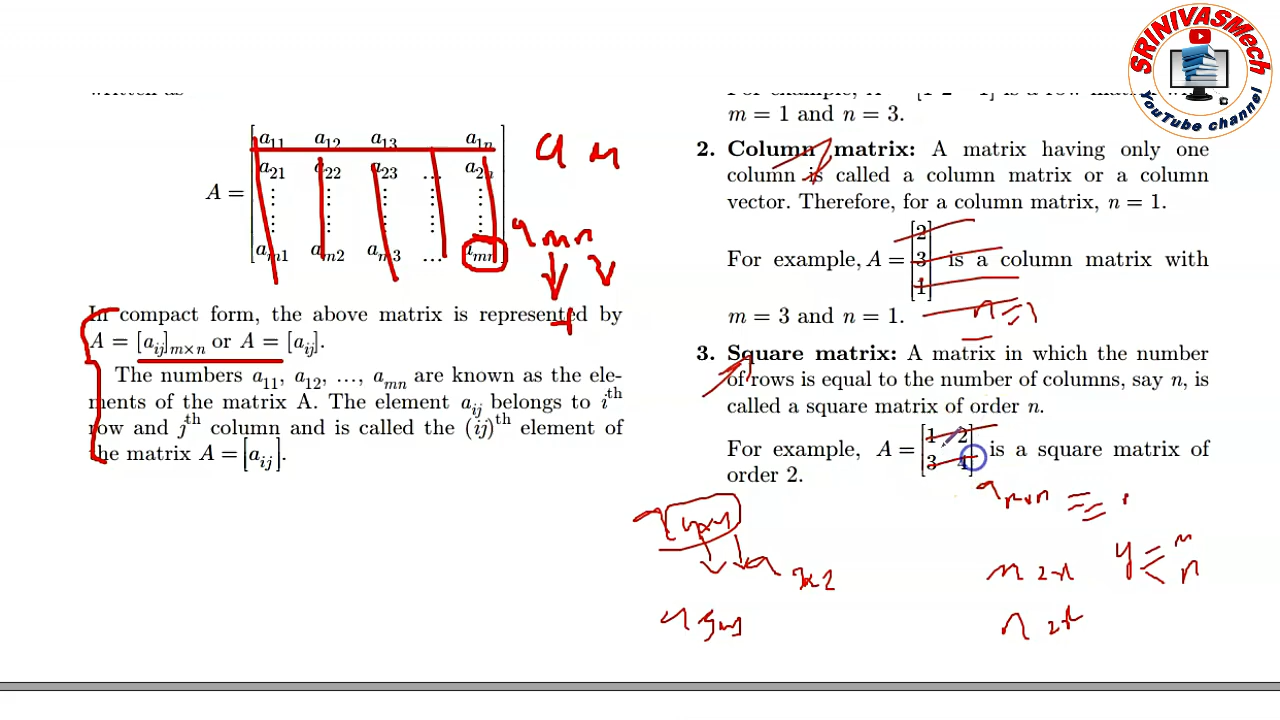 written as
A = [a11 a12 a13 a1n
a21 a22 a23 ... a2n
⋮ ⋮ ⋮ ⋮ ⋮
am1 am2 am3 ... amn]
a m
amn
In compact form, the above matrix is represented by
A = [aij]m×n or A = [aij].
The numbers a11, a12, ..., amn are known as the ele-
ments of the matrix A. The element aij belongs to ith
row and jth column and is called the (ij)th element of
the matrix A = [aij].
m = 1 and n = 3.
2. Column matrix: A matrix having only one
column is called a column matrix or a column
vector. Therefore, for a column matrix, n = 1.
For example, A = [2 3 1] is a column matrix with
m = 3 and n = 1. n = 1
3. Square matrix: A matrix in which the number
of rows is equal to the number of columns, say n, is
called a square matrix of order n.
For example, A = [1 2
3 4] is a square matrix of
order 2.
SRINIVASMech
YouTube channel